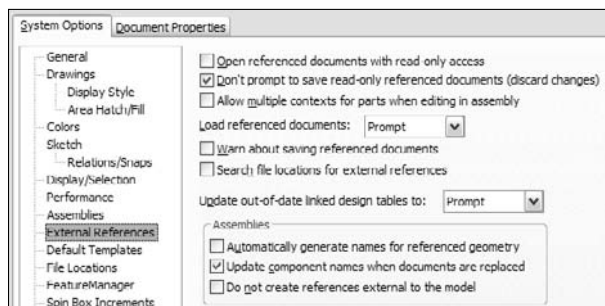 System Options
Document Properties
General
Drawings
Display Style
Area Hatch/Fill
Colors
Sketch
Relations/Snaps
Display/Selection
Performance
Assemblies
External References
Default Templates
File Locations
FeatureManager
Spin Box Increments
Open referenced documents with read-only access
Don't prompt to save read-only referenced documents (discard changes)
Allow multiple contexts for parts when editing in assembly
Load referenced documents: Prompt
Warn about saving referenced documents
Search file locations for external references
Update out-of-date linked design tables to: Prompt
Assemblies
Automatically generate names for referenced geometry
Update component names when documents are replaced
Do not create references external to the model